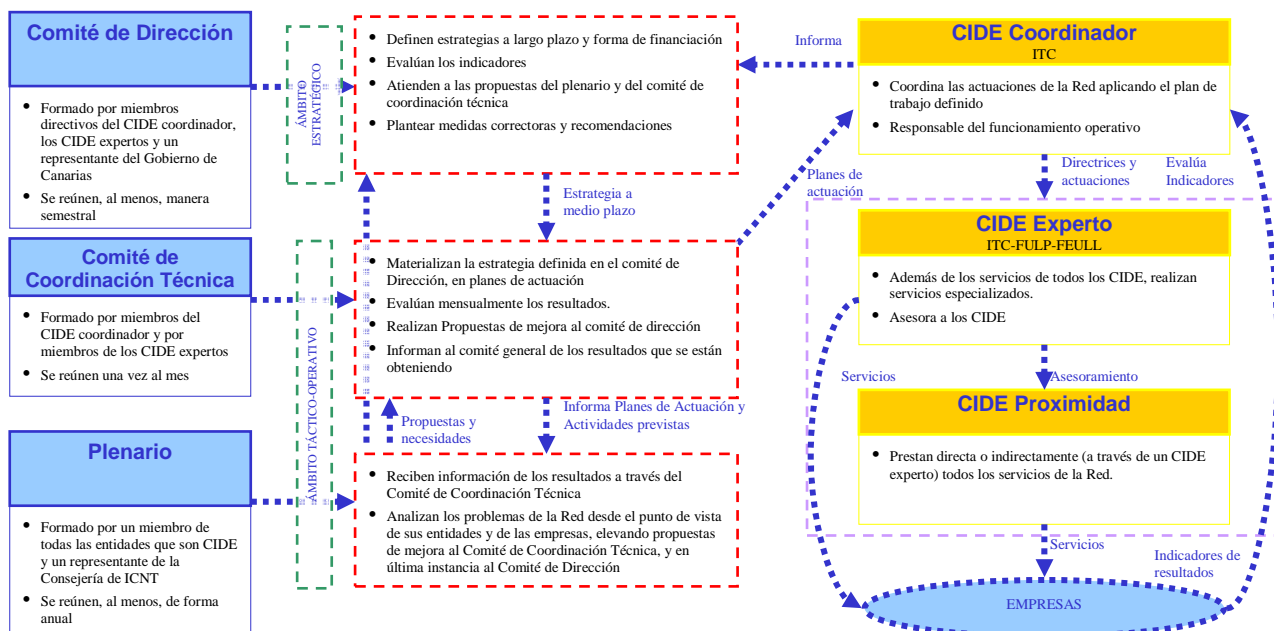 Comité de Dirección
• Formado por miembros
directivos del CIDE coordinador,
los CIDE expertos y un
representante del Gobierno de
Canarias
• Se reúnen, al menos, manera
semestral
ÁMBITO
ESTRATÉGICO
• Definen estrategias a largo plazo y forma de financiación
• Evalúan los indicadores
• Atienden a las propuestas del plenario y del comité de
coordinación técnica
• Plantear medidas correctoras y recomendaciones
Informa
CIDE Coordinador
ITC
• Coordina las actuaciones de la Red aplicando el plan de
trabajo definido
• Responsable del funcionamiento operativo
Estrategia a
medio plazo
Planes de
actuación
Directrices y
actuaciones
Evalúa
Indicadores
Comité de
Coordinación Técnica
• Formado por miembros del
CIDE coordinador y por
miembros de los CIDE expertos
• Se reúnen una vez al mes
ÁMBITO TÁCTICO-OPERATIVO
• Materializan la estrategia definida en el comité de
Dirección, en planes de actuación
• Evalúan mensualmente los resultados.
• Realizan Propuestas de mejora al comité de dirección
• Informan al comité general de los resultados que se están
obteniendo
CIDE Experto
ITC-FULP-FEULL
• Además de los servicios de todos los CIDE, realizan
servicios especializados.
• Asesora a los CIDE
Servicios
Asesoramiento
Propuestas y
necesidades
Informa Planes de Actuación y
Actividades previstas
CIDE Proximidad
• Prestan directa o indirectamente (a través de un CIDE
experto) todos los servicios de la Red.
Plenario
• Formado por un miembro de
todas las entidades que son CIDE
y un representante de la
Consejería de ICNT
• Se reúnen, al menos, de forma
anual
• Reciben información de los resultados a través del
Comité de Coordinación Técnica
• Analizan los problemas de la Red desde el punto de vista
de sus entidades y de las empresas, elevando propuestas
de mejora al Comité de Coordinación Técnica, y en
última instancia al Comité de Dirección
Servicios
Indicadores de
resultados
EMPRESAS